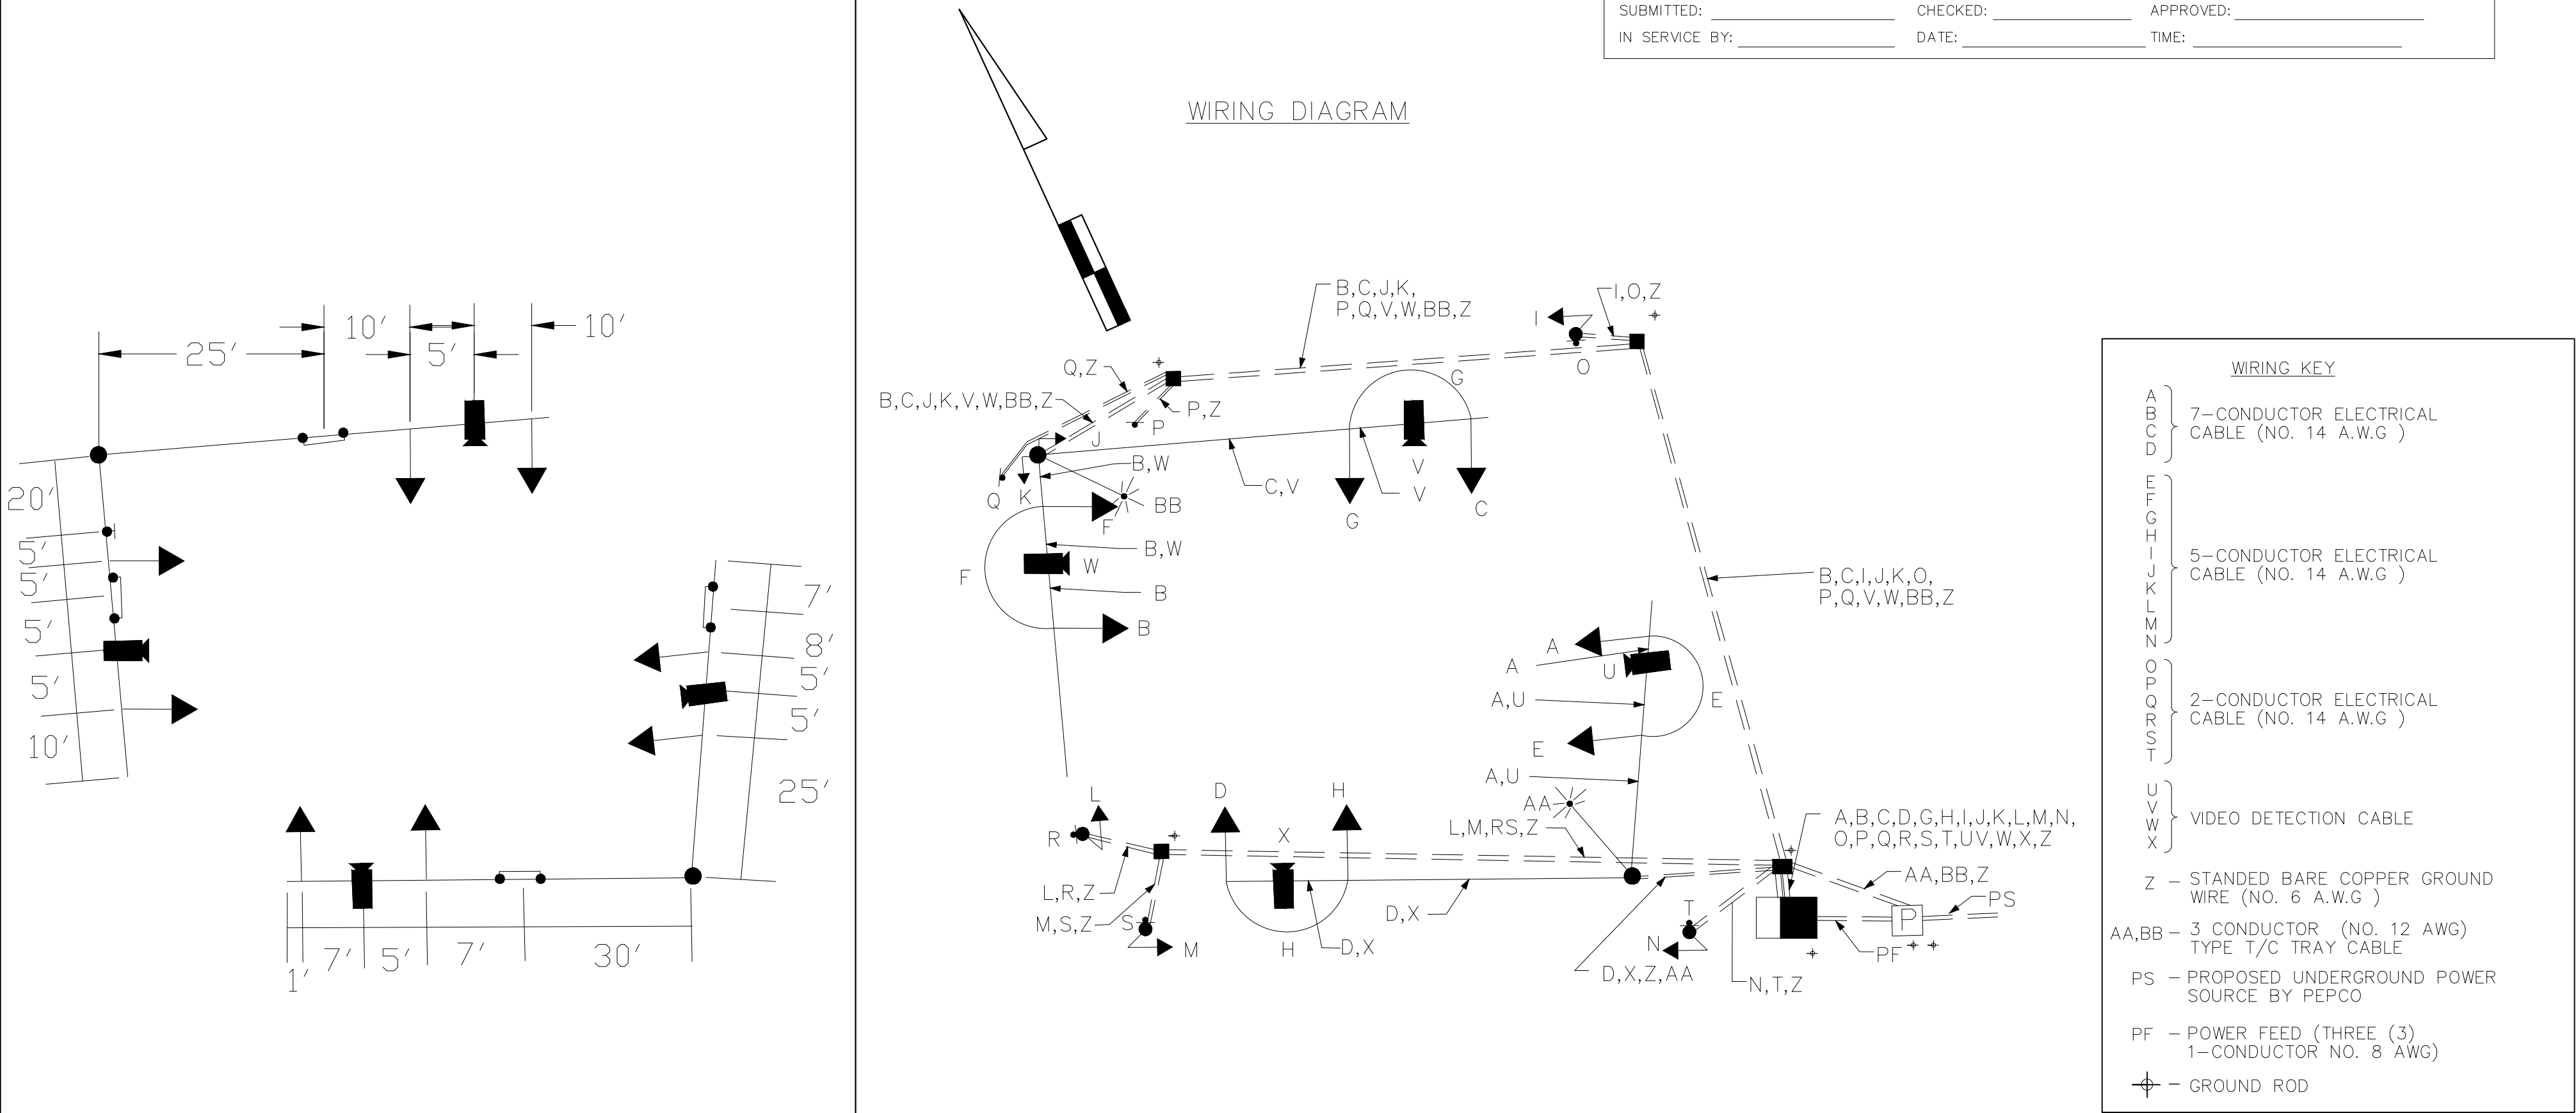 SUBMITTED: CHECKED: APPROVED:
IN SERVICE BY: DATE: TIME:
WIRING DIAGRAM
10′
10′
25′
5′
20′
5′
5′
5′
5′
10′
7′
8′
5′
5′
25′
1′
7′
5′
7′
30′
B,C,J,K,
P,Q,V,W,BB,Z
I,O,Z
I
O
Q,Z
B,C,J,K,V,W,BB,Z
P,Z
P
J
G
B,W
Q
K
BB
F
C,V
V
V
G
C
B,W
W
F
B
B
B,C,I,J,K,O,
P,Q,V,W,BB,Z
A
A
U
A,U
E
E
A,U
AA
L
D
H
R
X
L,M,RS,Z
A,B,C,D,G,H,I,J,K,L,M,N,
O,P,Q,R,S,T,UV,W,X,Z
L,R,Z
AA,BB,Z
M,S,Z
S
D,X
T
P
PS
M
H
D,X
N
PF
D,X,Z,AA
N,T,Z
WIRING KEY
A
B
C
D
7-CONDUCTOR ELECTRICAL
CABLE (NO. 14 A.W.G )
E
F
G
H
I
J
K
L
M
N
5-CONDUCTOR ELECTRICAL
CABLE (NO. 14 A.W.G )
O
P
Q
R
S
T
2-CONDUCTOR ELECTRICAL
CABLE (NO. 14 A.W.G )
U
V
W
X
VIDEO DETECTION CABLE
Z - STANDED BARE COPPER GROUND
WIRE (NO. 6 A.W.G )
AA,BB - 3 CONDUCTOR (NO. 12 AWG)
TYPE T/C TRAY CABLE
PS - PROPOSED UNDERGROUND POWER
SOURCE BY PEPCO
PF - POWER FEED (THREE (3)
1-CONDUCTOR NO. 8 AWG)
- GROUND ROD